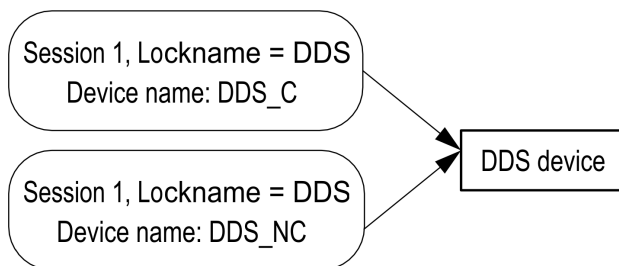 Session 1, Lockname = DDS
Device name: DDS_C
DDS device
Session 1, Lockname = DDS
Device name: DDS_NC